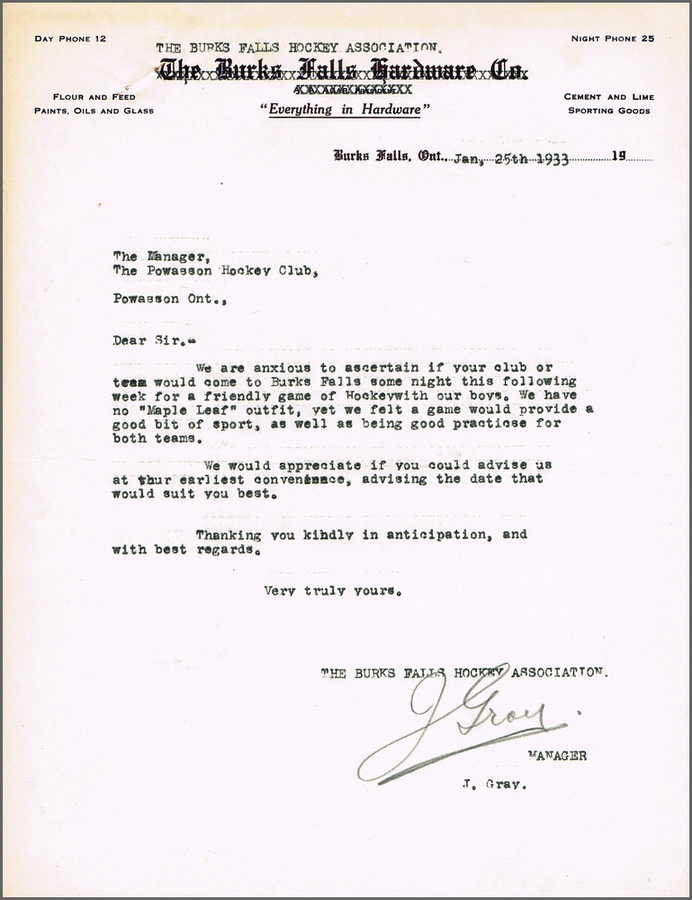 DAY PHONE 12
NIGHT PHONE 25
THE BURKS FALLS HOCKEY ASSOCIATION.
The Burks Falls Hardware Co.
FLOUR AND FEED
PAINTS, OILS AND GLASS
"Everything in Hardware"
CEMENT AND LIME
SPORTING GOODS
Burks Falls, Ont., Jan, 25th 1933 19
The Manager,
The Powasson Hockey Club,
Powasson Ont.,
Dear Sir.-
We are anxious to ascertain if your club or
team would come to Burks Falls some night this following
week for a friendly game of Hockeywith our boys. We have
no "Maple Leaf" outfit, yet we felt a game would provide a
good bit of sport, as well as being good practicse for
both teams.
We would appreciate if you could advise us
at your earliest convenience, advising the date that
would suit you best.
Thanking you kihdly in anticipation, and
with best regards.
Very truly yours.
THE BURKS FALLS HOCKEY ASSOCIATION.
J Gray.
MANAGER
J. Gray.